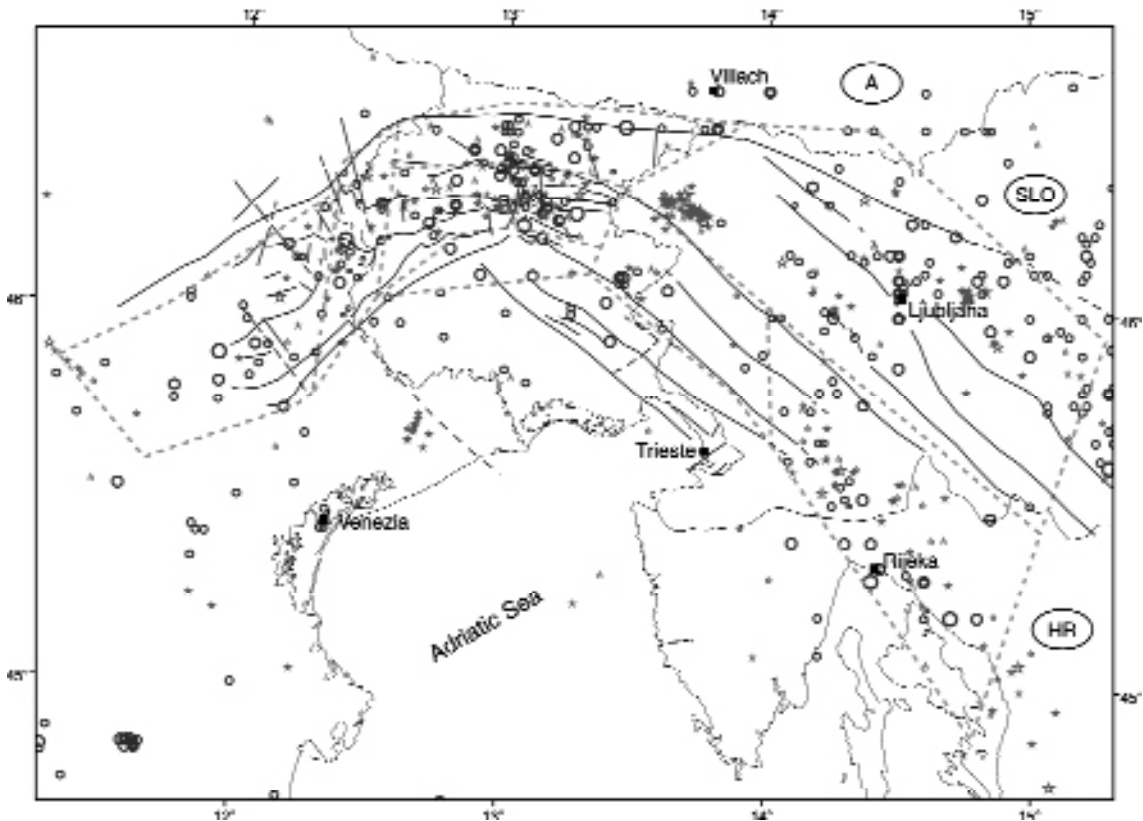 12° 13° 14° 15°
Villach
A
SLO
46° 46°
Ljubljana
Trieste
Venezia
Rijeka
Adriatic Sea
HR
45° 45°
12° 13° 14° 15°